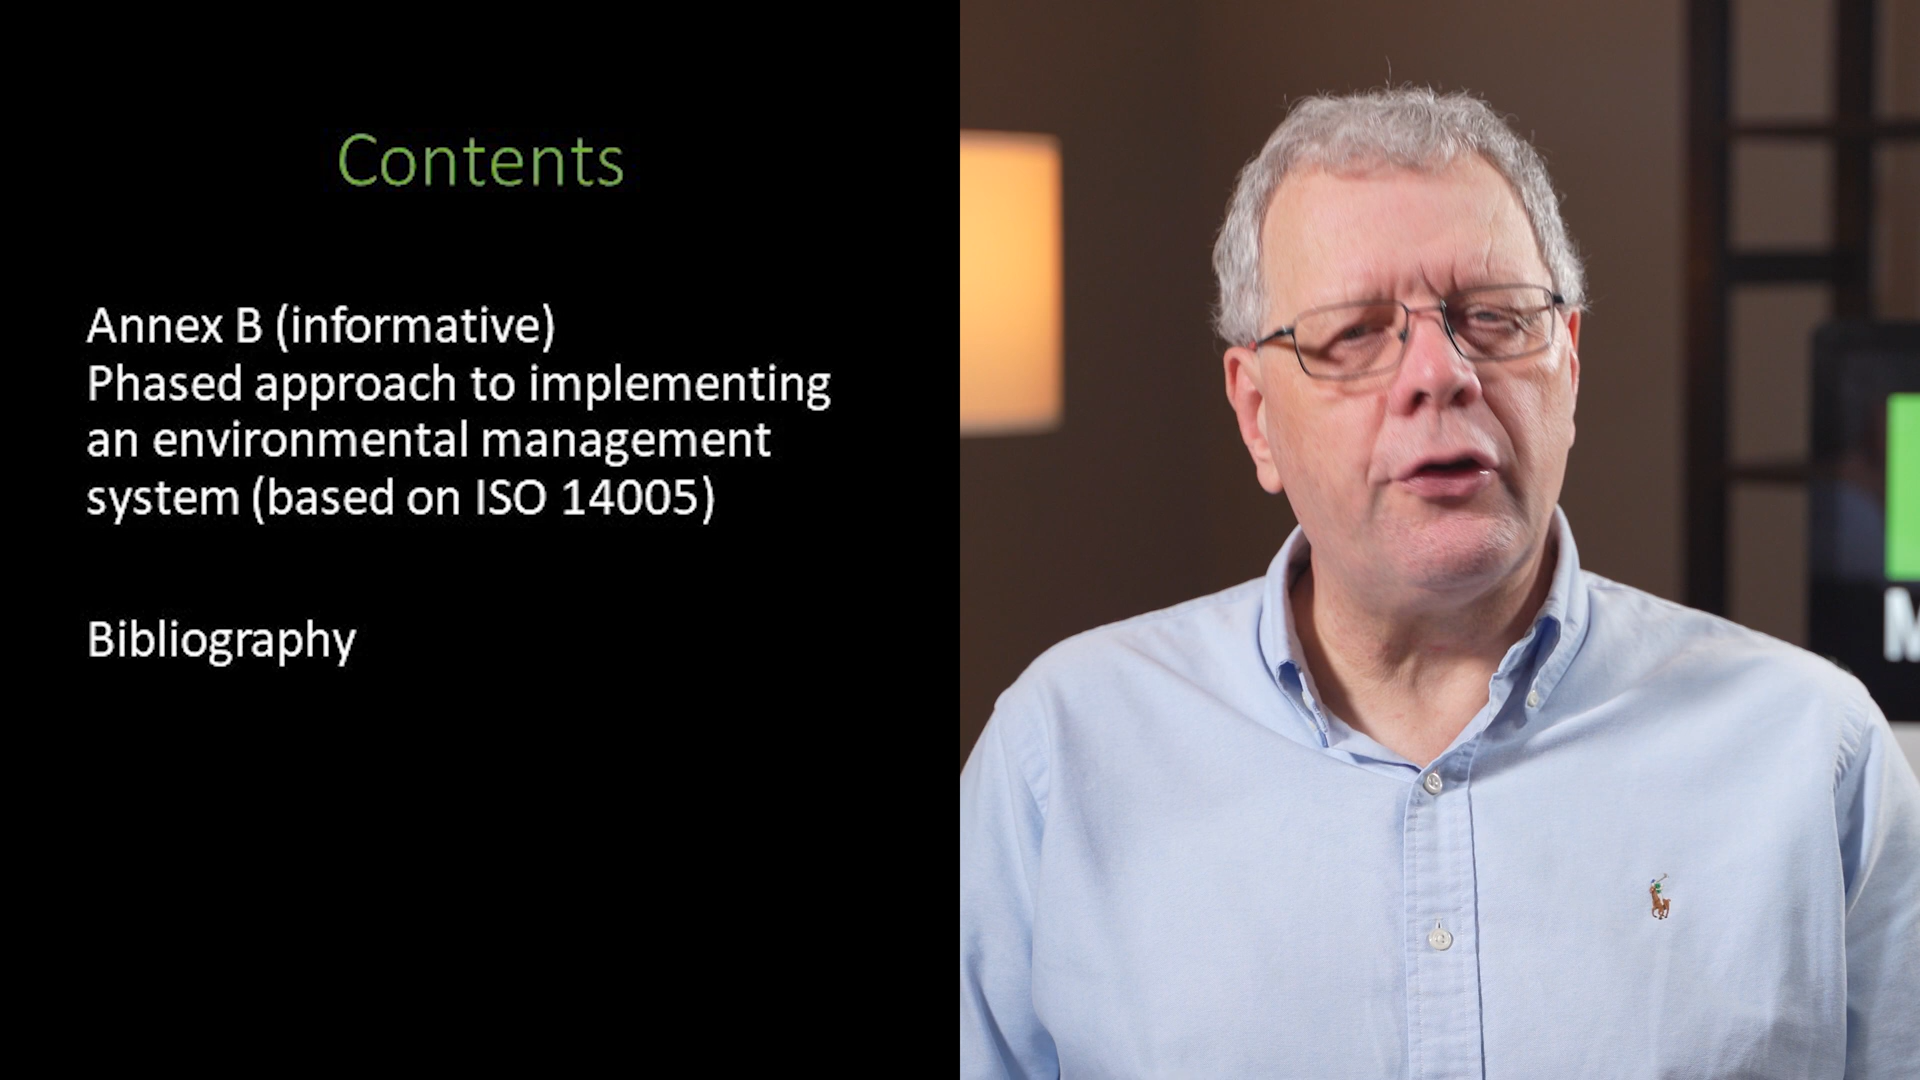 Contents
Annex B (informative)
Phased approach to implementing
an environmental management
system (based on ISO 14005)
Bibliography
M